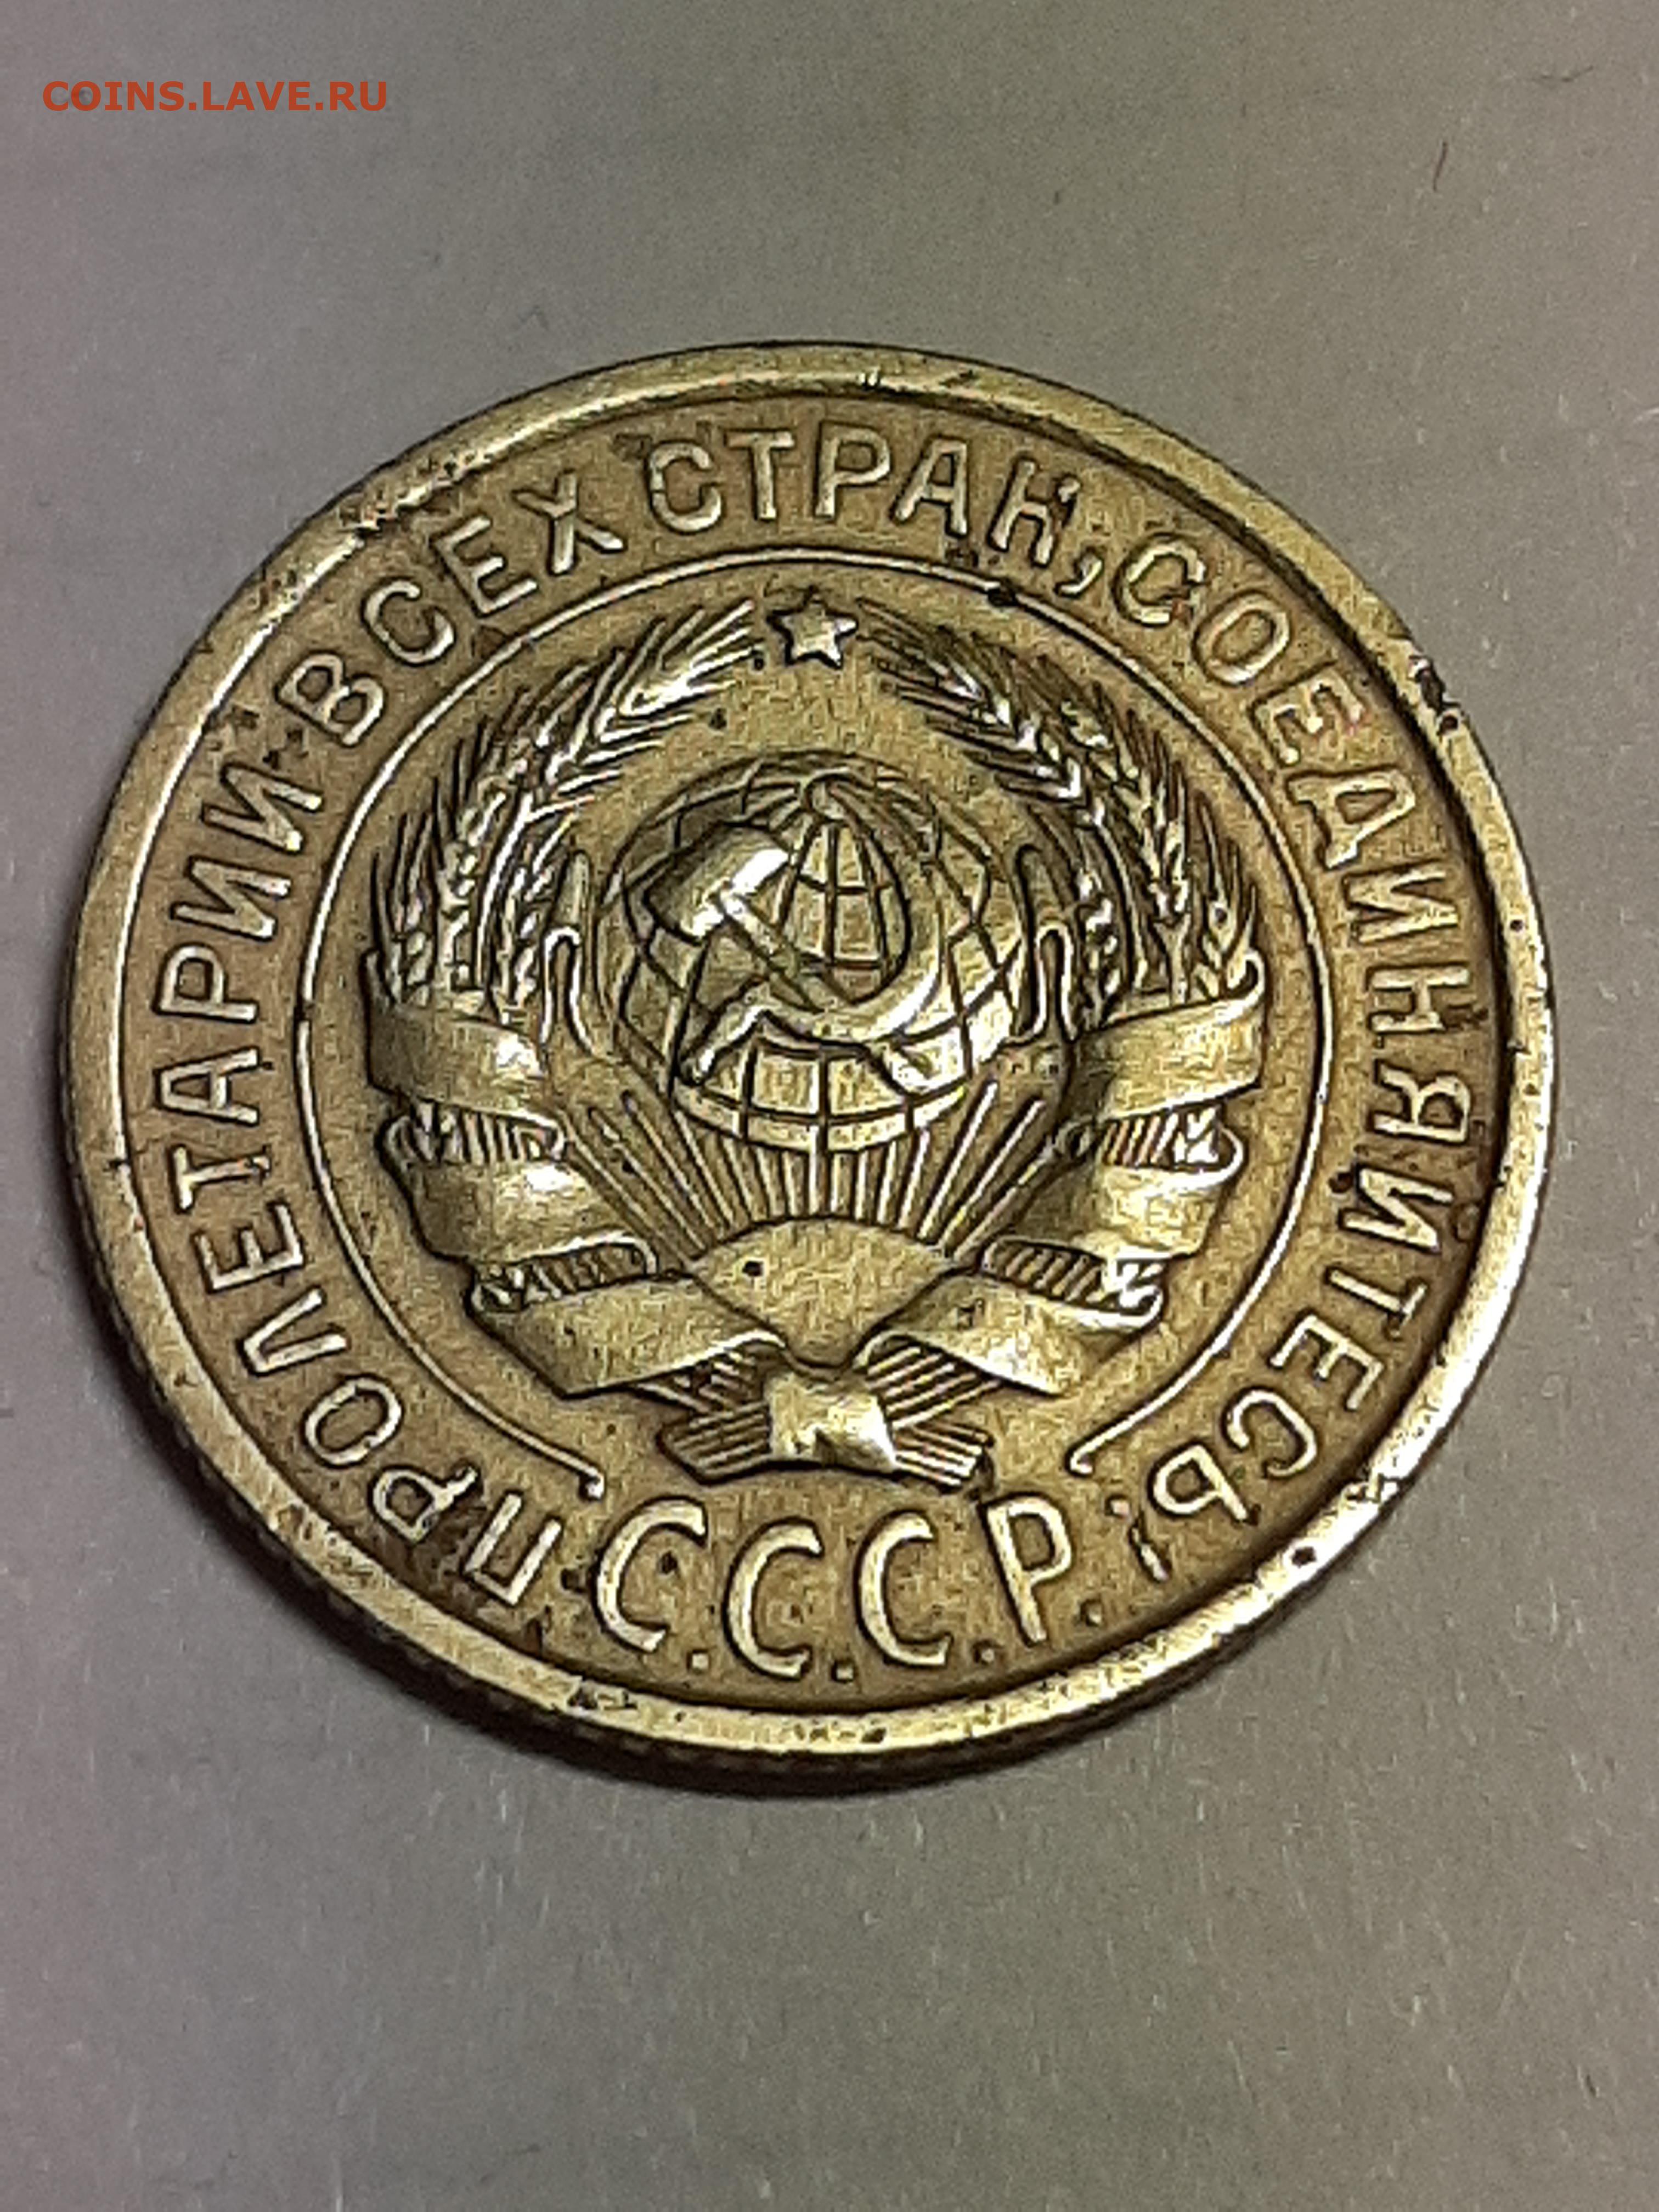 COINS.LAVE.RU
ПРОЛЕТАРИИ ВСЕХ СТРАН, СОЕДИНЯЙТЕСЬ!
С.С.С.Р.